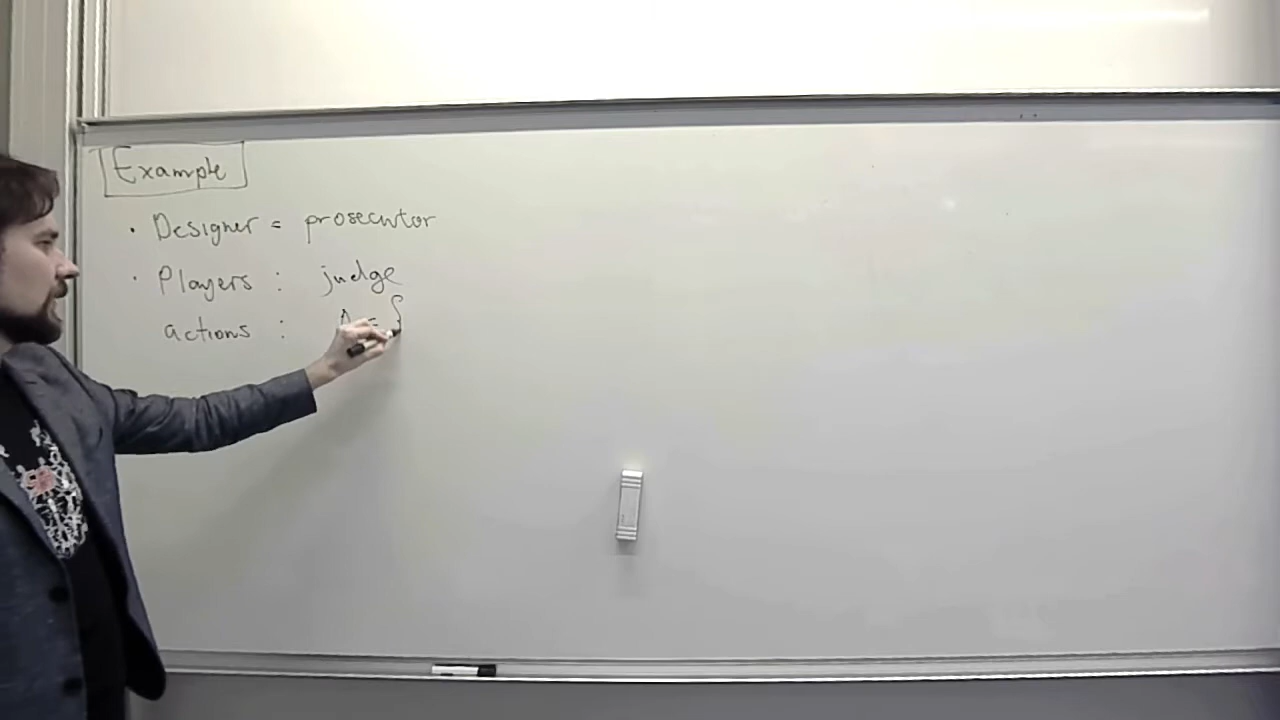 Example
• Designer = prosecutor
• Players : judge
actions : A = {